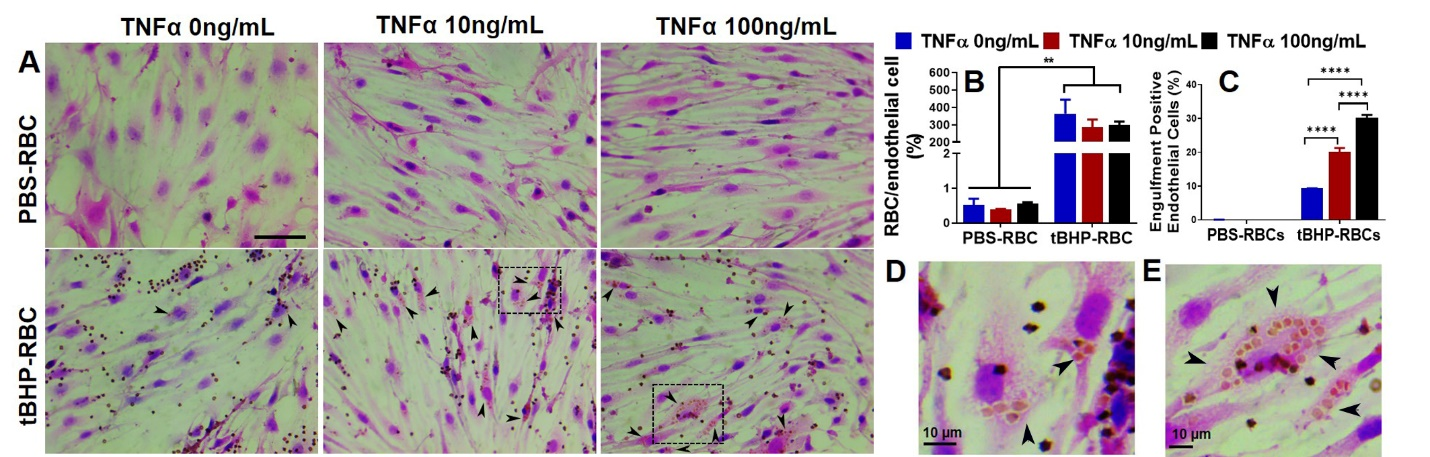 TNFα 0ng/mL
TNFα 10ng/mL
TNFα 100ng/mL
A
PBS-RBC
tBHP-RBC
TNFα 0ng/mL TNFα 10ng/mL TNFα 100ng/mL
B
RBC/endothelial cell
(%)
600
500
400
300
200
2
1
0
**
PBS-RBC tBHP-RBC
C
Engulfment Positive
Endothelial Cells (%)
40
30
20
10
0
****
****
****
PBS-RBCs tBHP-RBCs
D
10 µm
E
10 µm